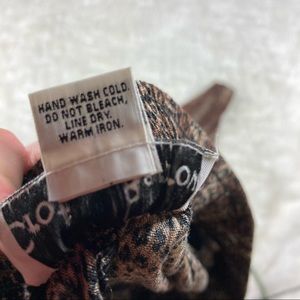 HAND WASH COLD.
DO NOT BLEACH,
LINE DRY.
WARM IRON.